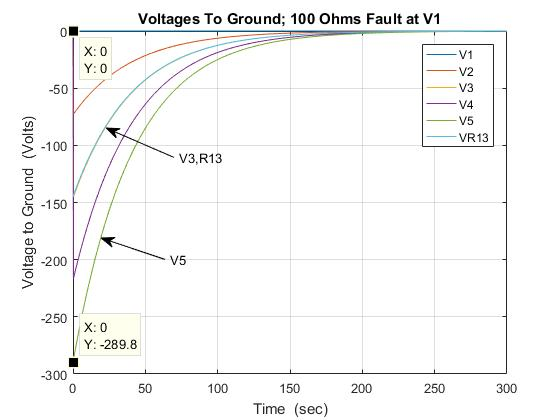 Voltages To Ground; 100 Ohms Fault at V1
0
-50
-100
-150
-200
-250
-300
Voltage to Ground (Volts)
X: 0
Y: 0
V3,R13
V5
X: 0
Y: -289.8
V1
V2
V3
V4
V5
VR13
0
50
100
150
200
250
300
Time (sec)